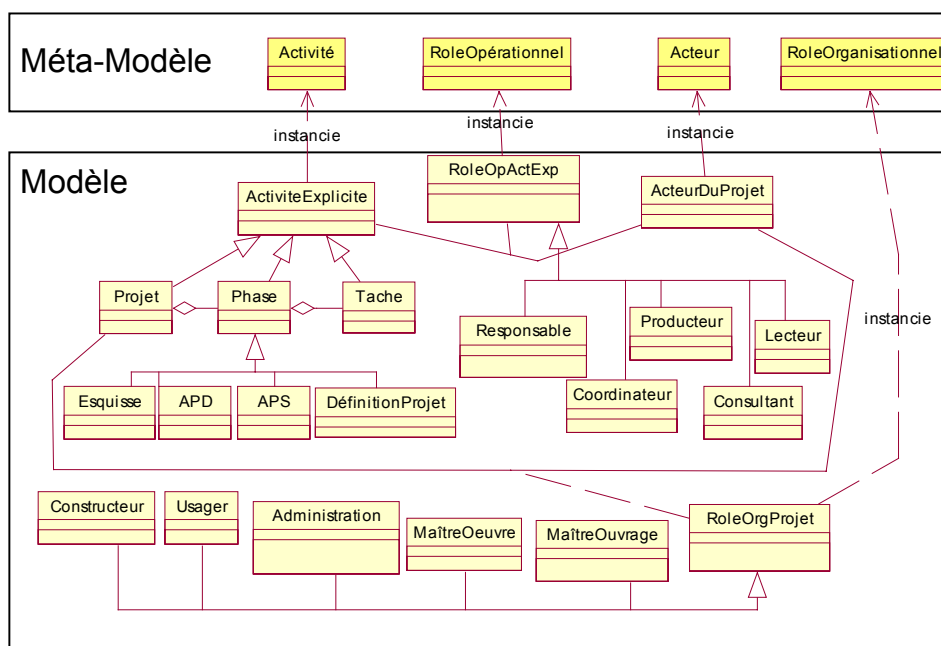 Méta-Modèle
Activité
RoleOpérationnel
Acteur
RoleOrganisationnel
instancie
instancie
instancie
Modèle
RoleOpActExp
ActiviteExplicite
ActeurDuProjet
Projet
Phase
Tache
instancie
Responsable
Producteur
Lecteur
Esquisse
APD
APS
DéfinitionProjet
Coordinateur
Consultant
Constructeur
Usager
Administration
MaîtreOeuvre
MaîtreOuvrage
RoleOrgProjet